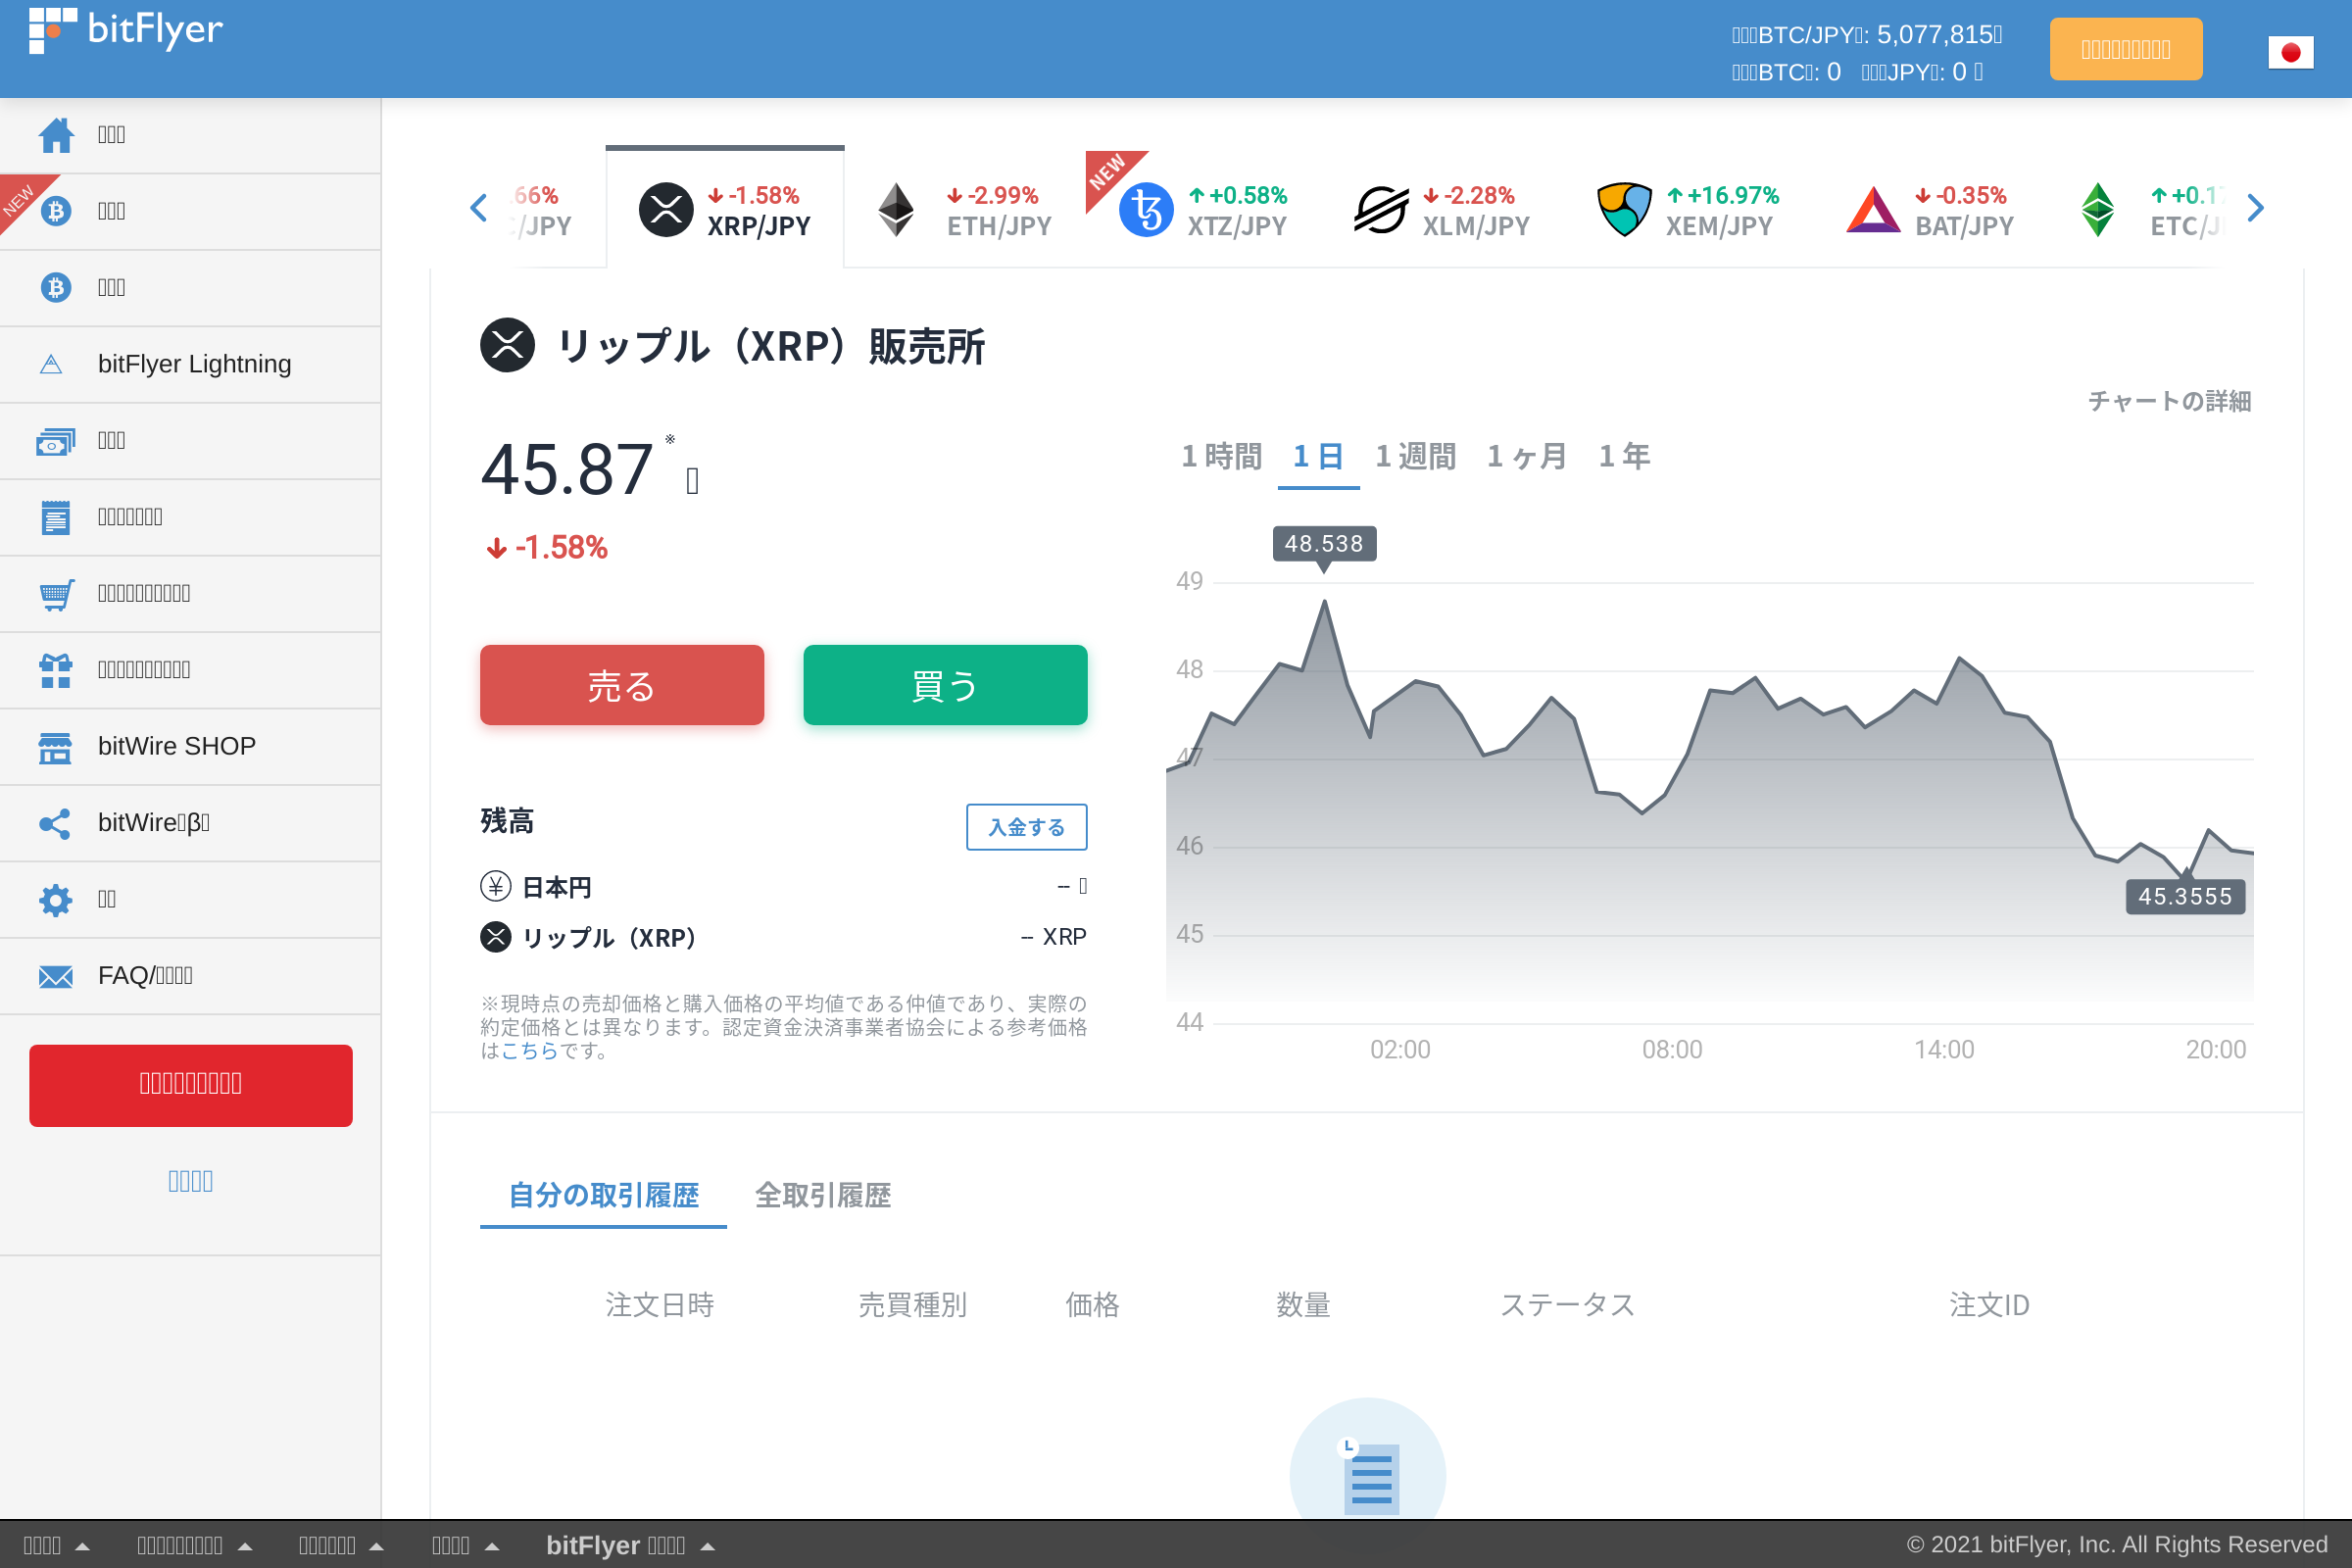 bitFlyer
BTC/JPY: 5,077,815
BTC: 0 JPY: 0
NEW
bitFlyer Lightning
bitWire SHOP
bitWire β
FAQ/
.66%
/JPY
-1.58%
XRP/JPY
-2.99%
ETH/JPY
NEW
+0.58%
XTZ/JPY
-2.28%
XLM/JPY
+16.97%
XEM/JPY
-0.35%
BAT/JPY
+0.1
ETC/J
リップル（XRP）販売所
チャートの詳細
45.87 ※
-1.58%
1 時間 1 日 1 週間 1 ヶ月 1 年
売る 買う
48.538
49
48
47
46
45
44
45.3555
02:00 08:00 14:00 20:00
残高 入金する
日本円 --
リップル（XRP） -- XRP
※現時点の売却価格と購入価格の平均値である仲値であり、実際の
約定価格とは異なります。認定資金決済事業者協会による参考価格
はこちらです。
自分の取引履歴 全取引履歴
注文日時 売買種別 価格 数量 ステータス 注文ID
bitFlyer
© 2021 bitFlyer, Inc. All Rights Reserved